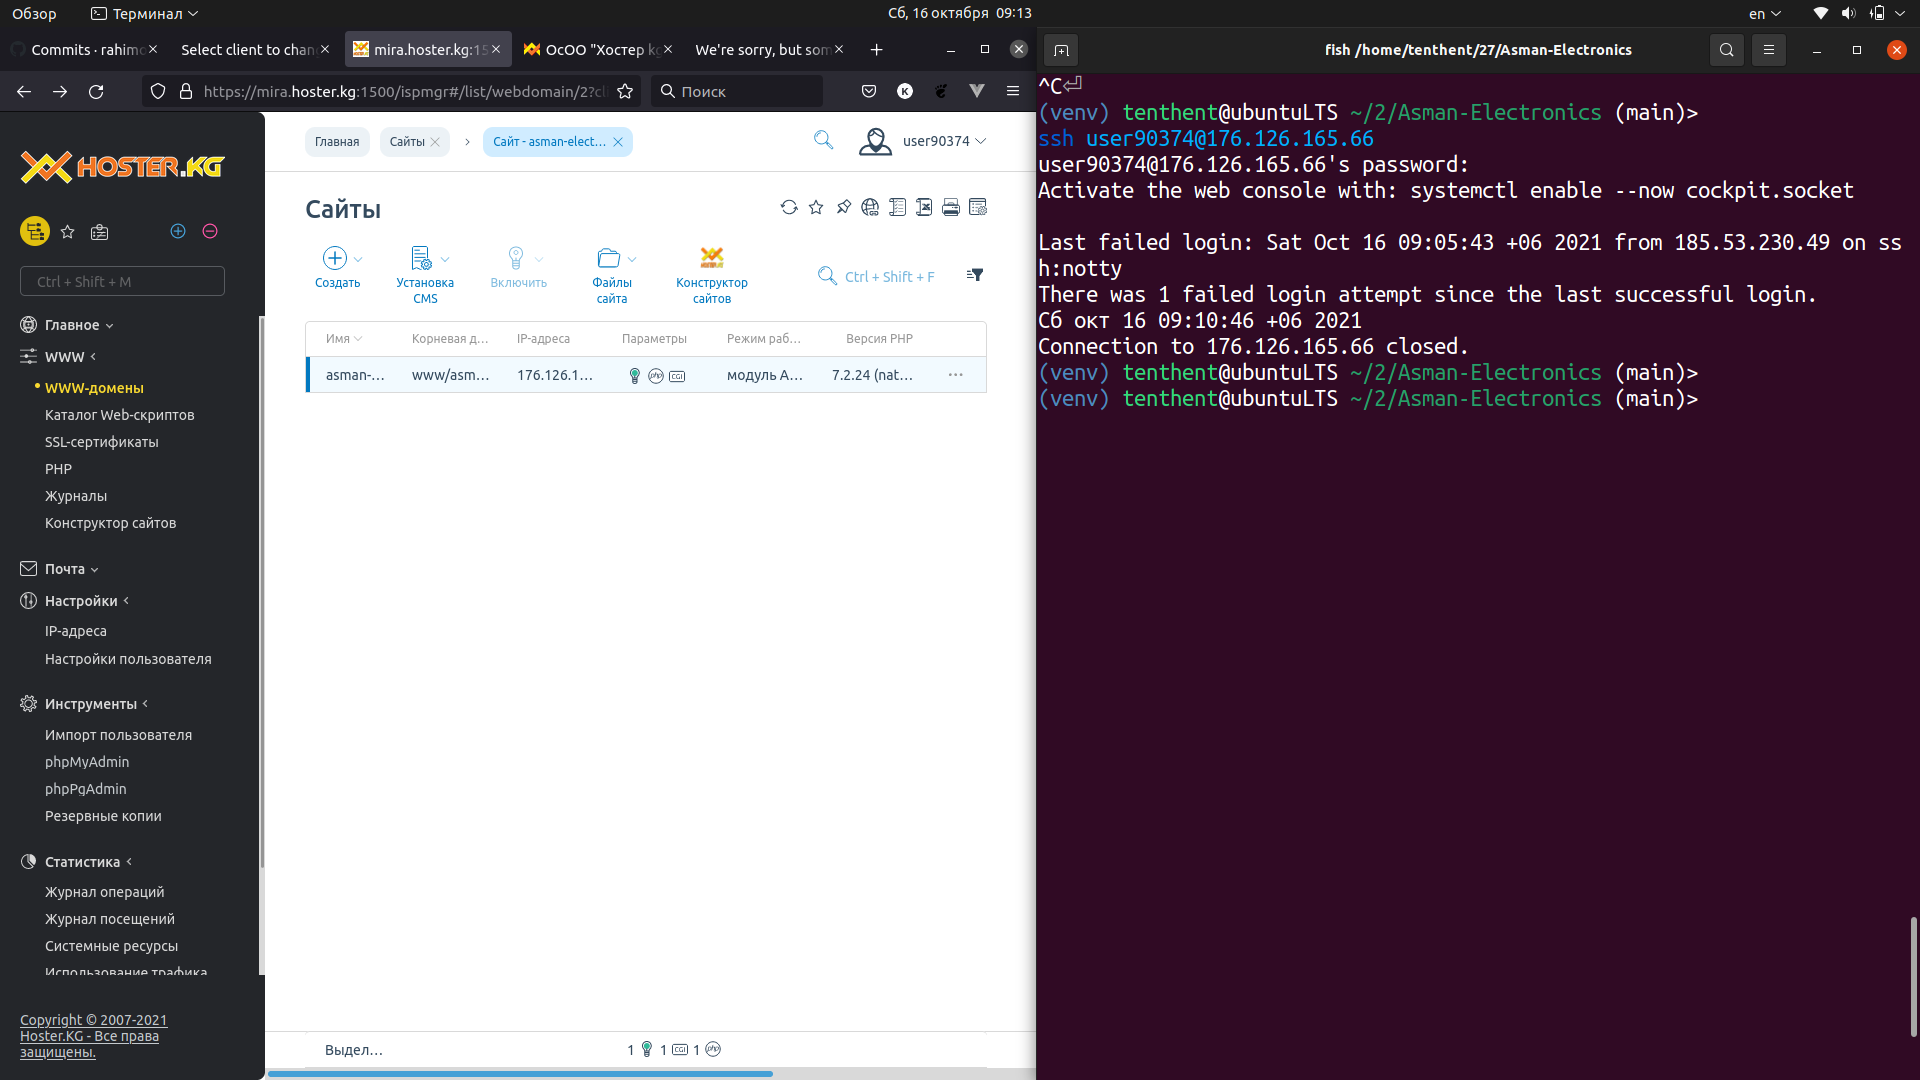 Обзор
Терминал
Сб, 16 октября 09:13
en
Commits · rahimo
Select client to chang
mira.hoster.kg:15
ОсОО "Хостер kg
We're sorry, but som
https://mira.hoster.kg:1500/ispmgr#/list/webdomain/2?cli
Поиск
HOSTER.KG
Ctrl + Shift + M
Главное
WWW
WWW-домены
Каталог Web-скриптов
SSL-сертификаты
PHP
Журналы
Конструктор сайтов
Почта
Настройки
IP-адреса
Настройки пользователя
Инструменты
Импорт пользователя
phpMyAdmin
phpPgAdmin
Резервные копии
Статистика
Журнал операций
Журнал посещений
Системные ресурсы
Использование трафика
Copyright © 2007-2021
Hoster.KG - Все права
защищены.
Главная
Сайты
Сайт - asman-elect...
user90374
Сайты
Создать
Установка
CMS
Включить
Файлы
сайта
Конструктор
сайтов
Ctrl + Shift + F
Имя
Корневая д...
IP-адреса
Параметры
Режим раб...
Версия PHP
asman-...
www/asm...
176.126.1...
php
CGI
модуль A...
7.2.24 (nat...
Выдел...
1
1 CGI
1 php
fish /home/tenthent/27/Asman-Electronics
^C⏎
(venv) tenthent@ubuntuLTS ~/2/Asman-Electronics (main)>
ssh user90374@176.126.165.66
user90374@176.126.165.66's password:
Activate the web console with: systemctl enable --now cockpit.socket
Last failed login: Sat Oct 16 09:05:43 +06 2021 from 185.53.230.49 on ss
h:notty
There was 1 failed login attempt since the last successful login.
Сб окт 16 09:10:46 +06 2021
Connection to 176.126.165.66 closed.
(venv) tenthent@ubuntuLTS ~/2/Asman-Electronics (main)>
(venv) tenthent@ubuntuLTS ~/2/Asman-Electronics (main)>